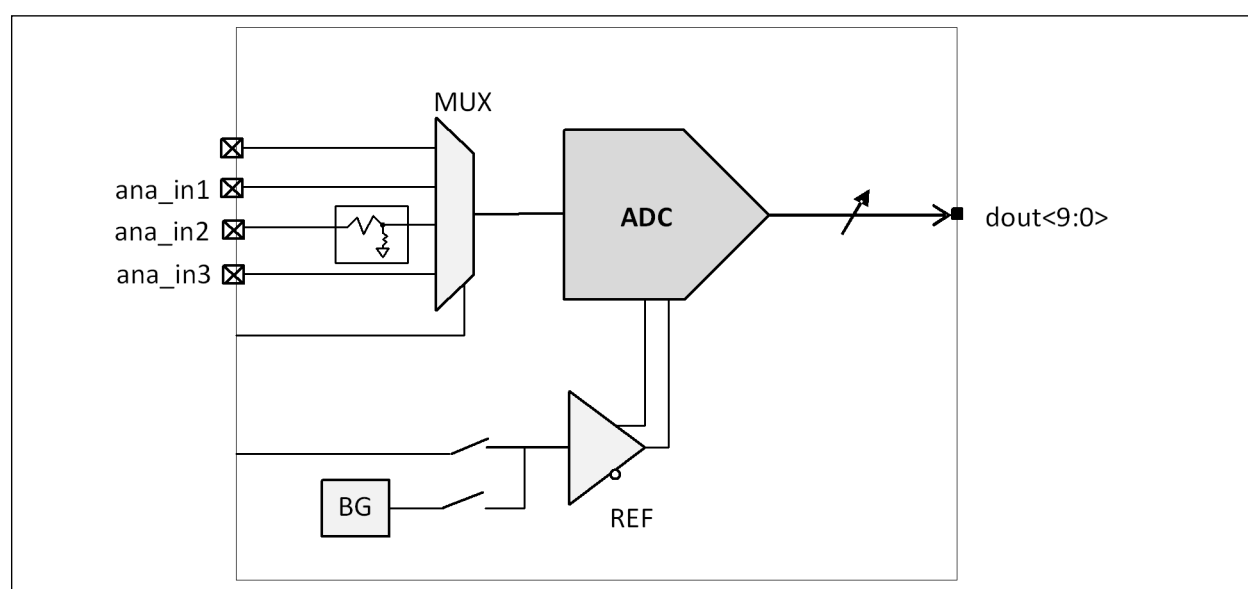 MUX
ana_in1
ana_in2
ana_in3
ADC
dout<9:0>
BG
REF